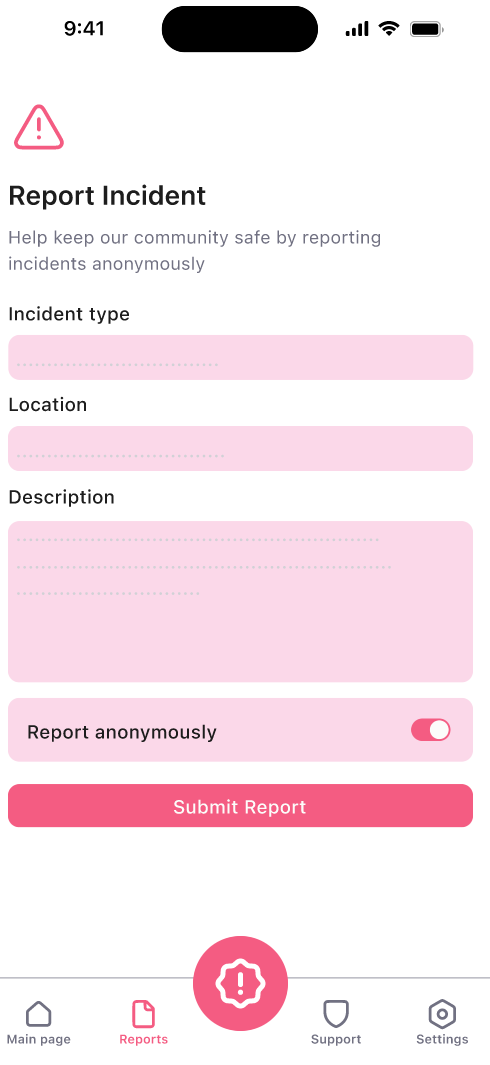 9:41
Report Incident
Help keep our community safe by reporting
incidents anonymously
Incident type
................................
Location
.................................
Description
..........................................................
............................................................
.............................
Report anonymously
Submit Report
Main page
Reports
Support
Settings